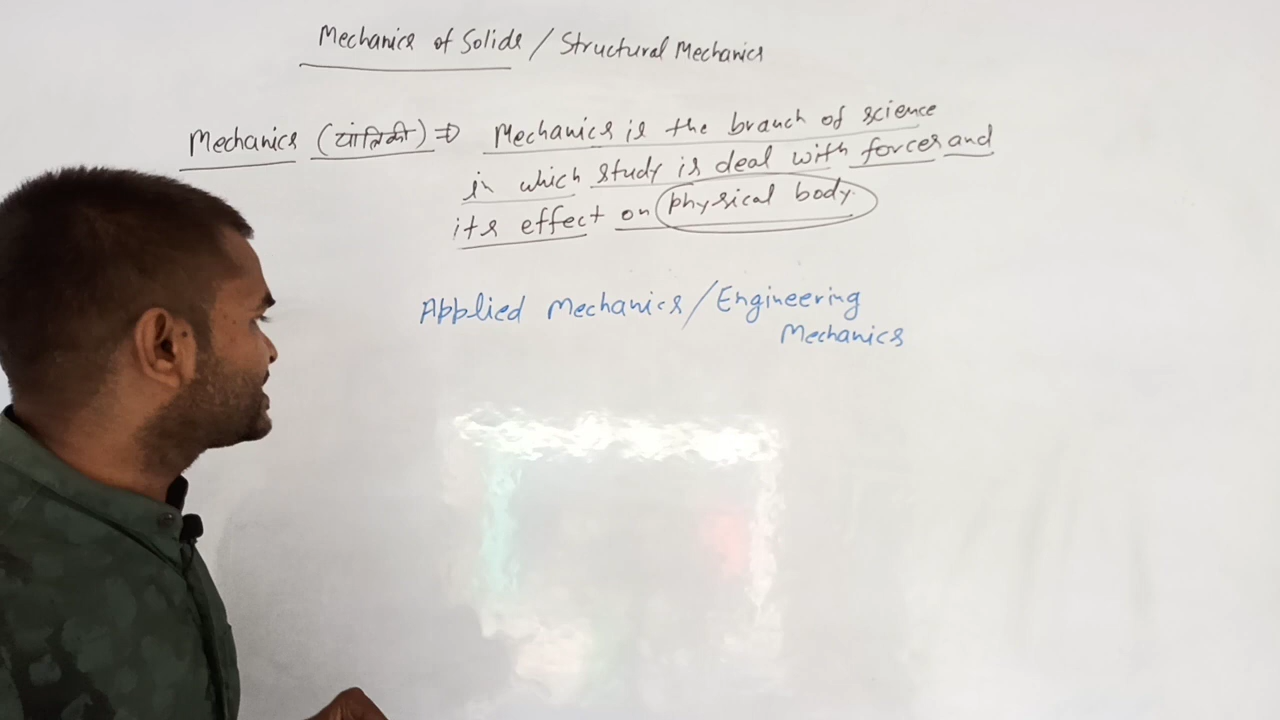 Mechanics of Solids / Structural Mechanics
Mechanics (यांत्रिकी) ⇒ Mechanics is the branch of science
in which study is deal with forces and
its effect on physical body.
Applied Mechanics / Engineering
Mechanics